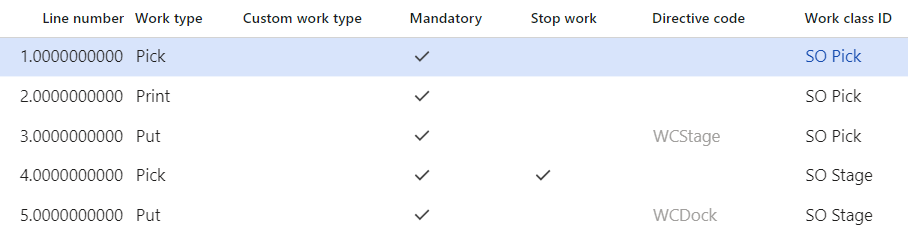 Line number Work type Custom work type Mandatory Stop work Directive code Work class ID
1.0000000000 Pick SO Pick
2.0000000000 Print SO Pick
3.0000000000 Put WCStage SO Pick
4.0000000000 Pick SO Stage
5.0000000000 Put WCDock SO Stage